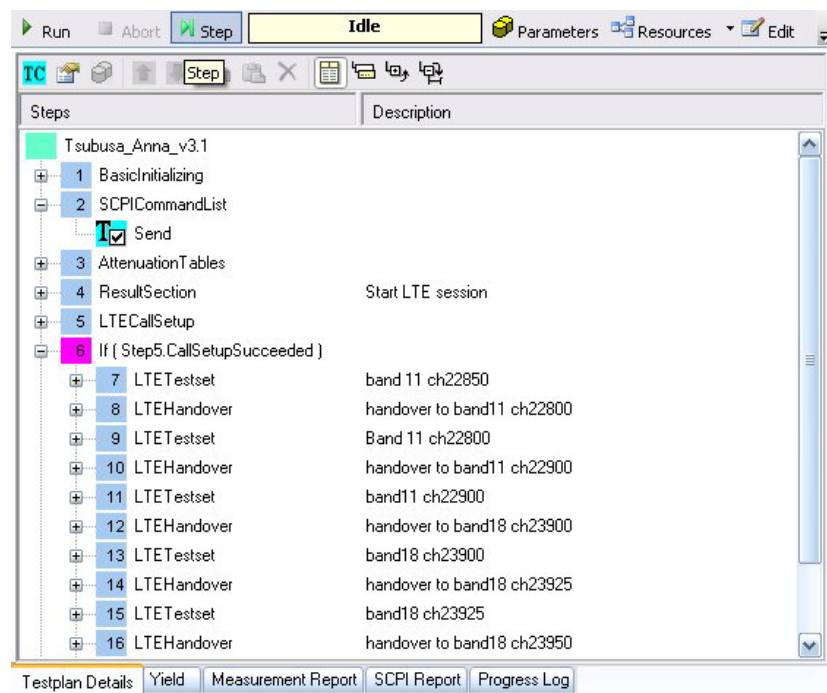 Run Abort Step Idle Parameters Resources Edit
TC Step
Steps Description
Tsubusa_Anna_v3.1
1 BasicInitializing
2 SCPICommandList
T Send
3 AttenuationTables
4 ResultSection Start LTE session
5 LTECallSetup
6 If ( Step5.CallSetupSucceeded )
7 LTETestset band 11 ch22850
8 LTEHandover handover to band11 ch22800
9 LTETestset Band 11 ch22800
10 LTEHandover handover to band11 ch22900
11 LTETestset band11 ch22900
12 LTEHandover handover to band18 ch23900
13 LTETestset band18 ch23900
14 LTEHandover handover to band18 ch23925
15 LTETestset band18 ch23925
16 LTEHandover handover to band18 ch23950
Testplan Details Yield Measurement Report SCPI Report Progress Log